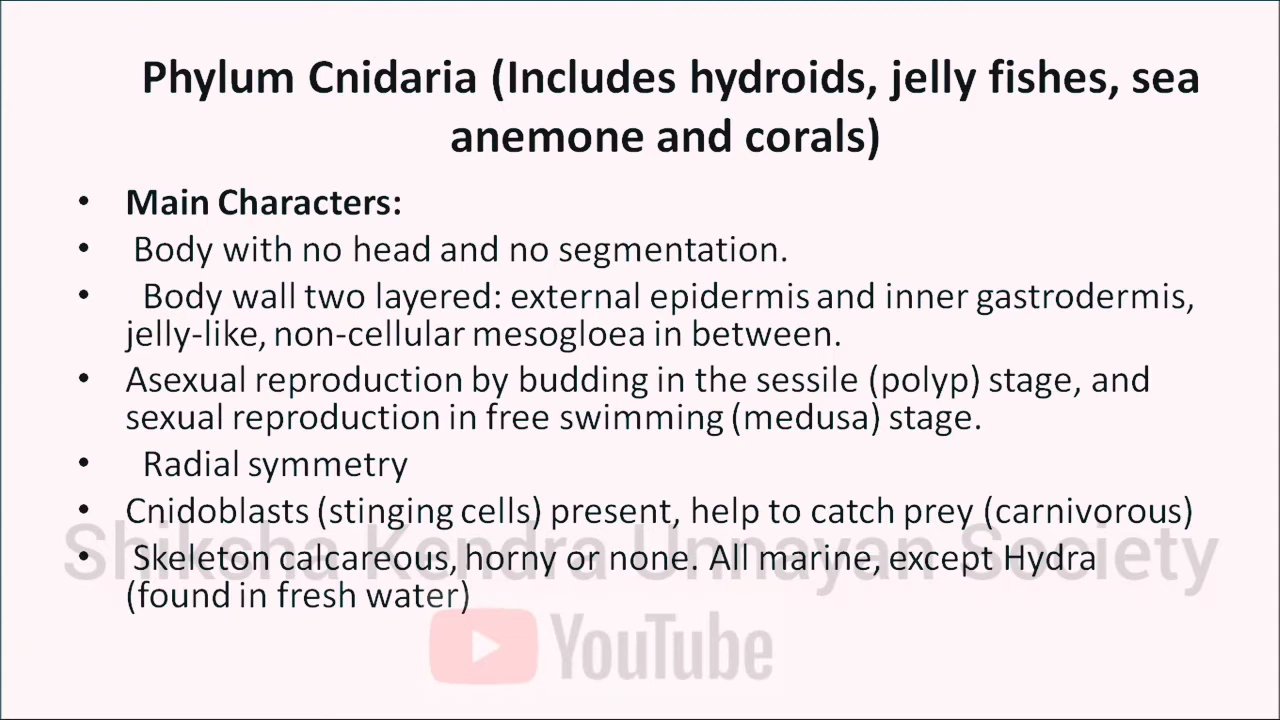 Phylum Cnidaria (Includes hydroids, jelly fishes, sea
anemone and corals)
• Main Characters:
• Body with no head and no segmentation.
• Body wall two layered: external epidermis and inner gastrodermis,
jelly-like, non-cellular mesogloea in between.
• Asexual reproduction by budding in the sessile (polyp) stage, and
sexual reproduction in free swimming (medusa) stage.
• Radial symmetry
• Cnidoblasts (stinging cells) present, help to catch prey (carnivorous)
Shiksha Kendra Unnayan Society
• Skeleton calcareous, horny or none. All marine, except Hydra
(found in fresh water)
YouTube